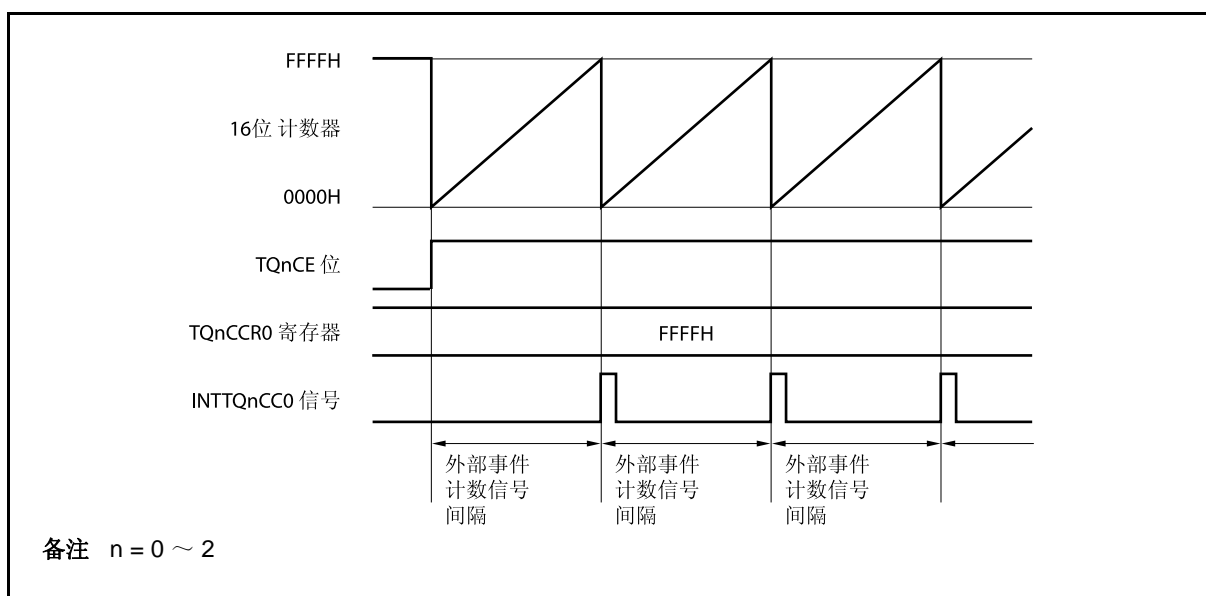 FFFFH
16位 计数器
0000H
TQnCE 位
TQnCCR0 寄存器
FFFFH
INTTQnCC0 信号
外部事件
计数信号
间隔
外部事件
计数信号
间隔
外部事件
计数信号
间隔
备注 n = 0 ～ 2